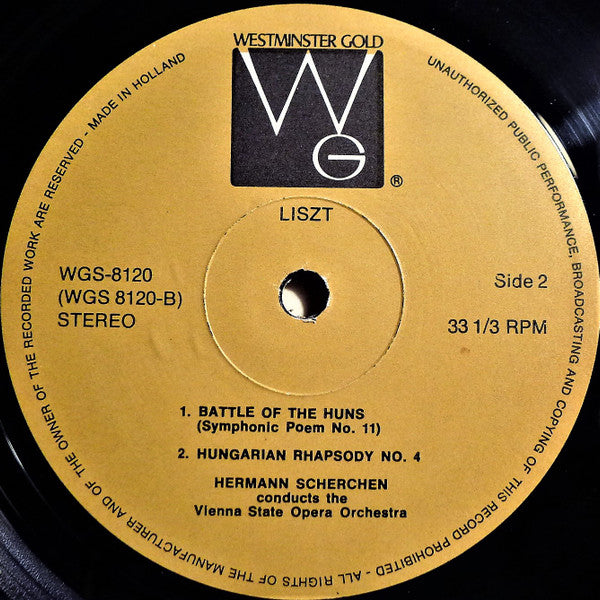 WESTMINSTER GOLD
WG
®
LISZT
WGS-8120
(WGS 8120-B)
STEREO
Side 2
33 1/3 RPM
1. BATTLE OF THE HUNS
(Symphonic Poem No. 11)
2. HUNGARIAN RHAPSODY NO. 4
HERMANN SCHERCHEN
conducts the
Vienna State Opera Orchestra
UNAUTHORIZED PUBLIC PERFORMANCE, BROADCASTING AND COPYING OF THIS RECORD PROHIBITED - ALL RIGHTS OF THE MANUFACTURER AND OF THE OWNER OF THE RECORDED WORK ARE RESERVED - MADE IN HOLLAND